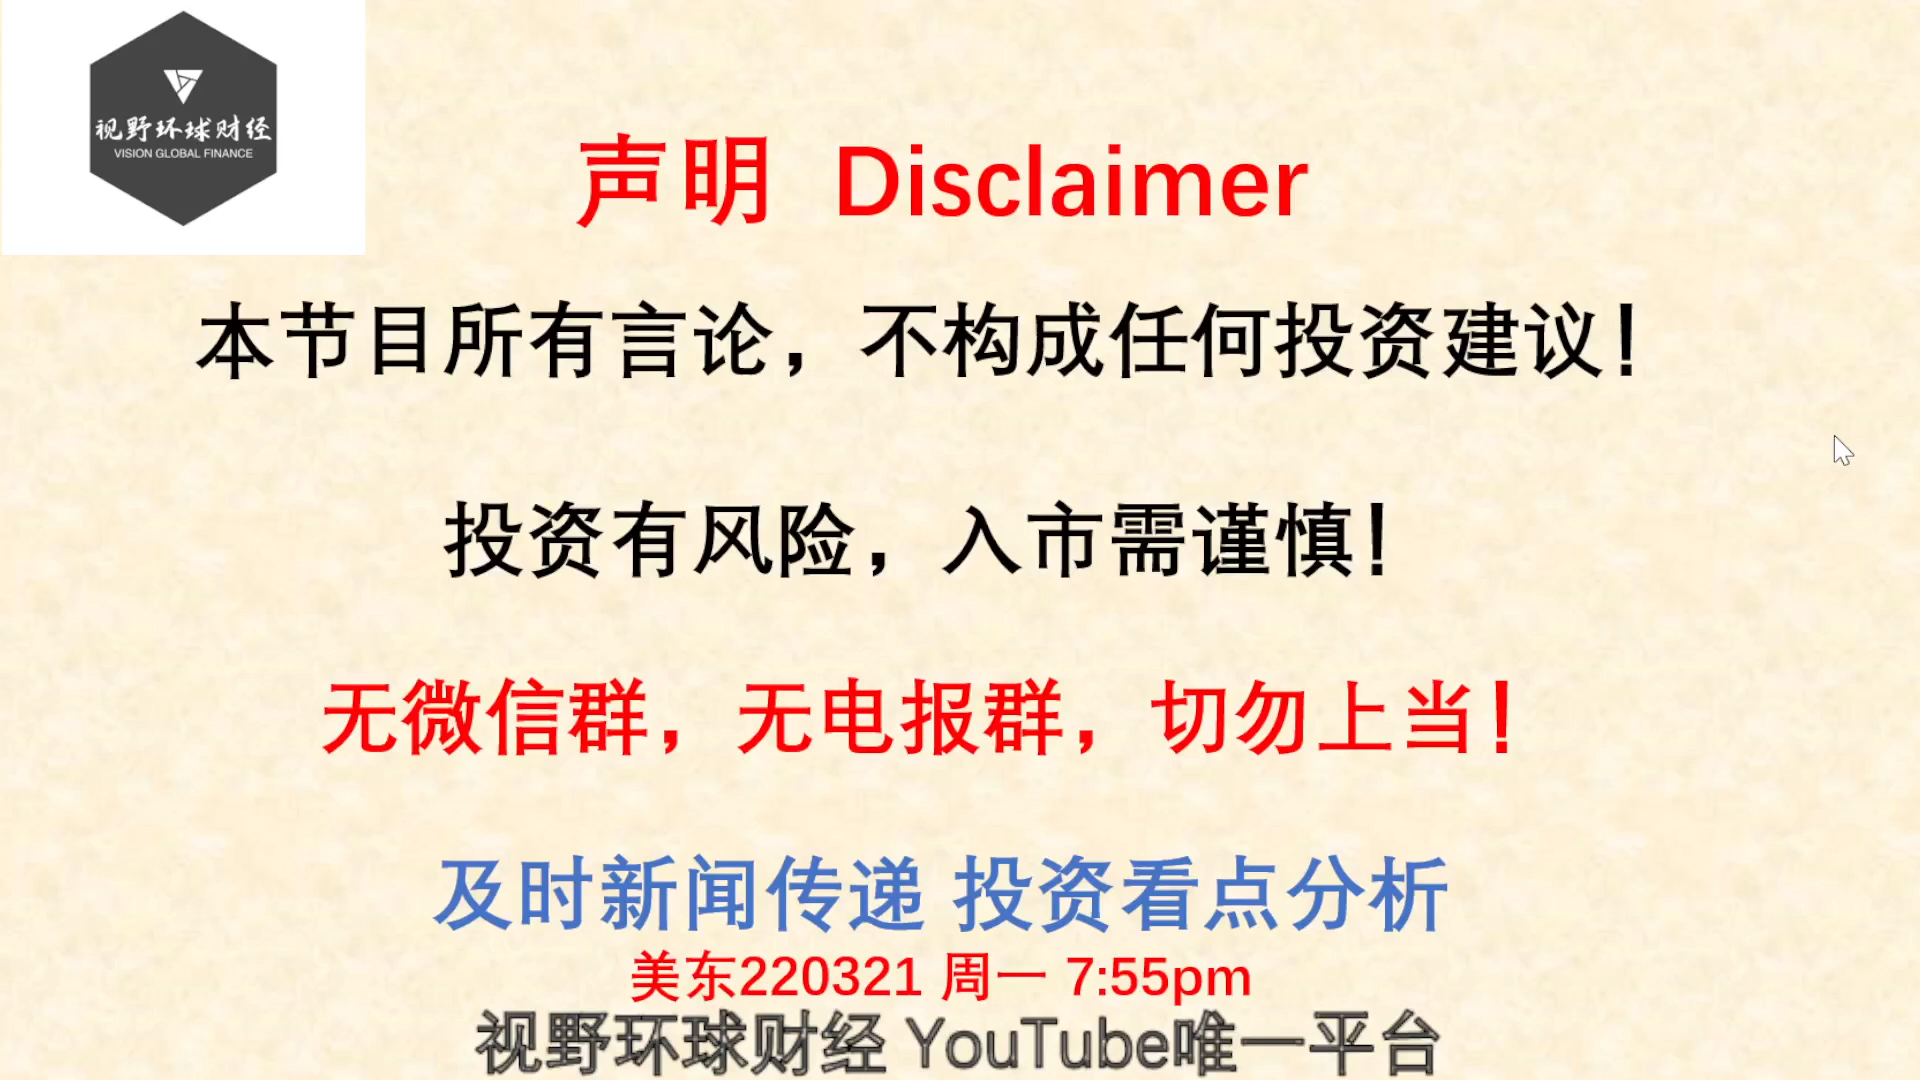 视野环球财经
VISION GLOBAL FINANCE
声明 Disclaimer
本节目所有言论，不构成任何投资建议！
投资有风险，入市需谨慎！
无微信群，无电报群，切勿上当！
及时新闻传递 投资看点分析
美东220321 周一 7:55pm
视野环球财经 YouTube唯一平台